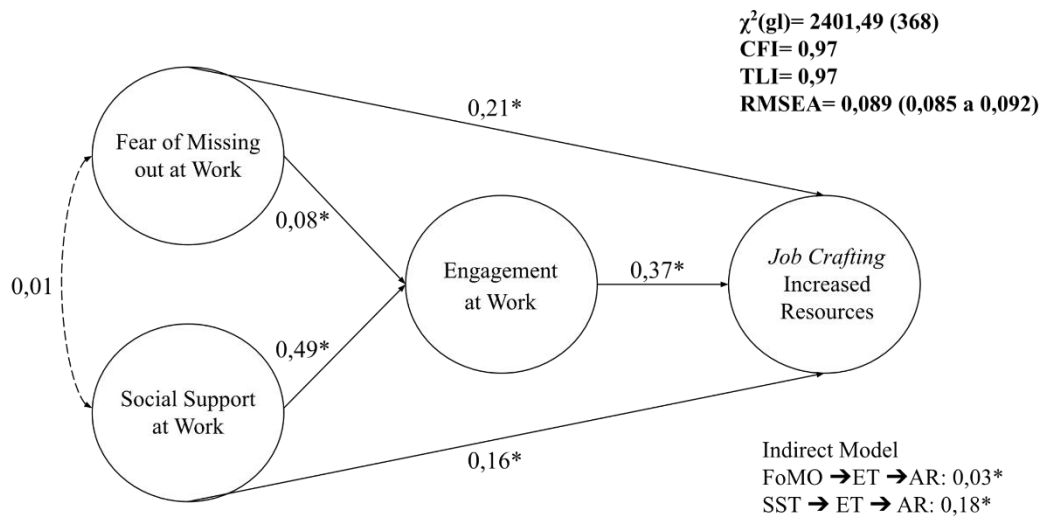 χ²(gl)= 2401,49 (368)
CFI= 0,97
TLI= 0,97
RMSEA= 0,089 (0,085 a 0,092)
0,21*
Fear of Missing
out at Work
0,08*
0,01
Engagement
at Work
0,37*
Job Crafting
Increased
Resources
0,49*
Social Support
at Work
0,16*
Indirect Model
FoMO ➔ET ➔AR: 0,03*
SST ➔ ET ➔ AR: 0,18*